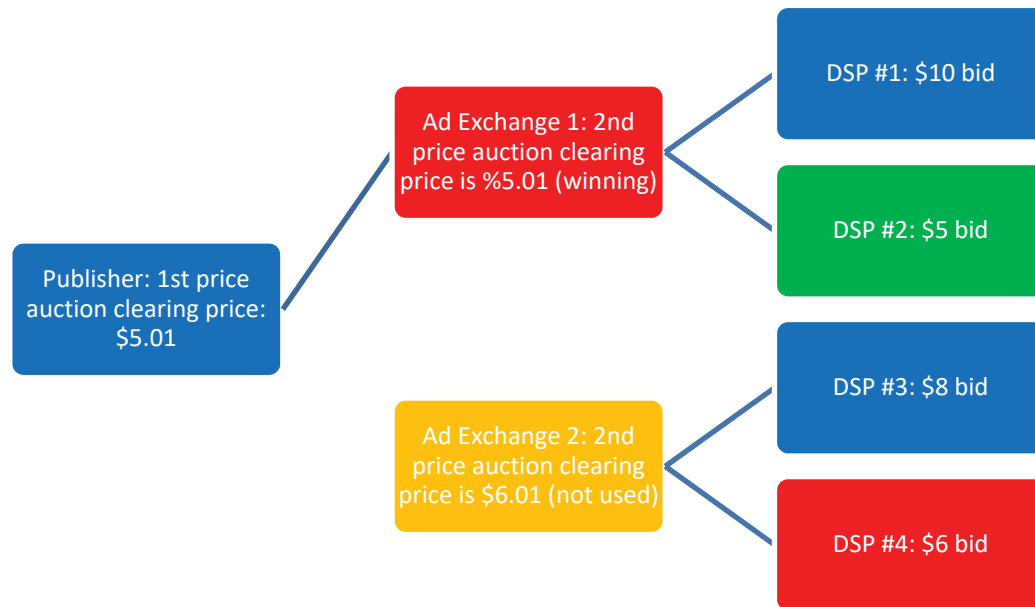 Publisher: 1st price
auction clearing price:
$5.01
Ad Exchange 1: 2nd
price auction clearing
price is %5.01 (winning)
DSP #1: $10 bid
DSP #2: $5 bid
Ad Exchange 2: 2nd
price auction clearing
price is $6.01 (not used)
DSP #3: $8 bid
DSP #4: $6 bid